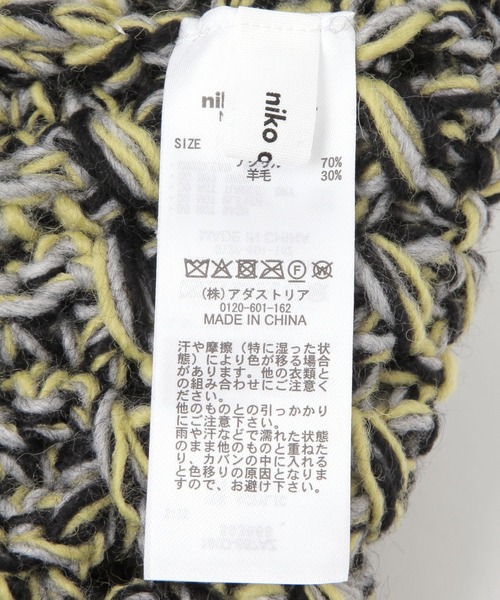 niko
SIZE
70%
羊毛 30%
(株)アダストリア
0120-601-162
MADE IN CHINA
汗や摩擦(特に湿った状
態)により色が移る場合
があります。他の衣類と
の組み合わせにご注意く
ださい。
他のものとの引っかかり
にご注意下さい。
雨や汗などで濡れた状態
のまま他のものと重ねた
り、カバンの中に入れる
と色移りの原因となりま
すので、お避け下さい。